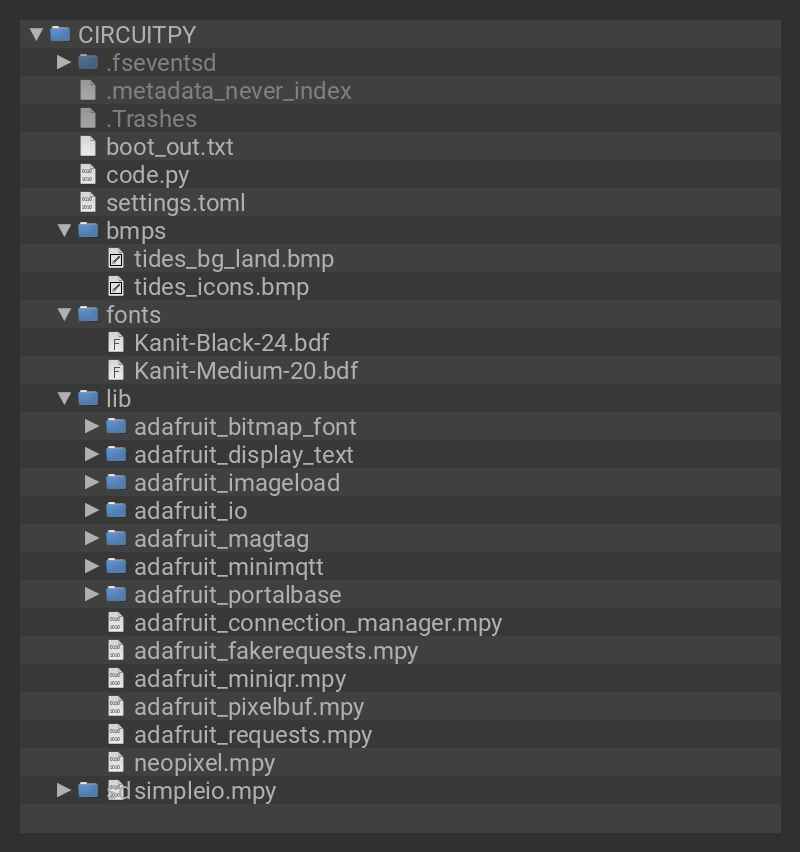 CIRCUITPY
.fseventsd
.metadata_never_index
.Trashes
boot_out.txt
code.py
settings.toml
bmps
tides_bg_land.bmp
tides_icons.bmp
fonts
Kanit-Black-24.bdf
Kanit-Medium-20.bdf
lib
adafruit_bitmap_font
adafruit_display_text
adafruit_imageload
adafruit_io
adafruit_magtag
adafruit_minimqtt
adafruit_portalbase
adafruit_connection_manager.mpy
adafruit_fakerequests.mpy
adafruit_miniqr.mpy
adafruit_pixelbuf.mpy
adafruit_requests.mpy
neopixel.mpy
simpleio.mpy